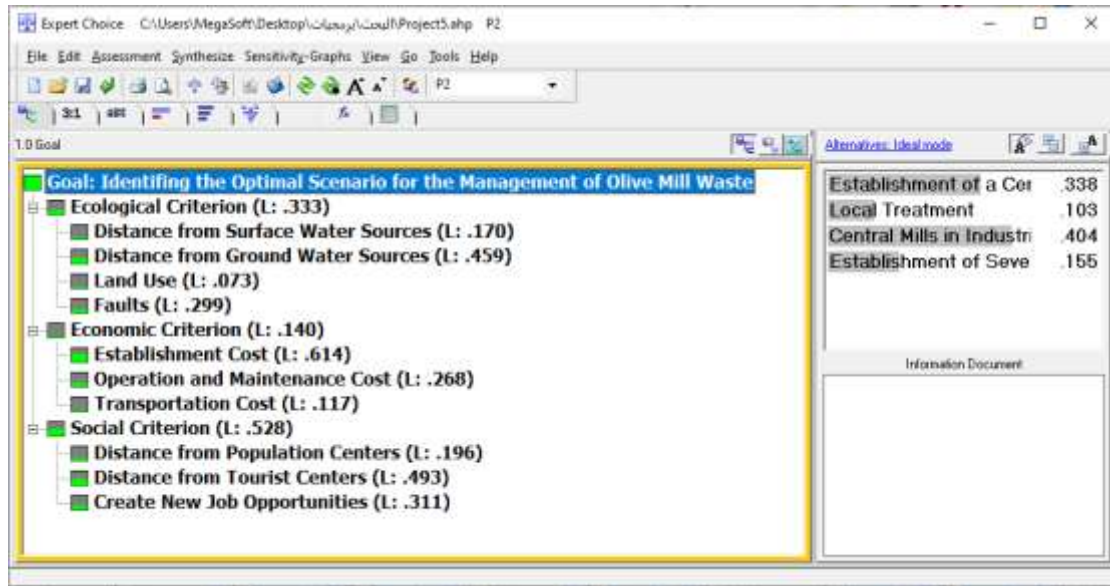 Expert Choice C:\Users\MegaSoft\Desktop\برمجيات\البحث\Project5.ahp P2
File Edit Assessment Synthesize Sensitivity-Graphs View Go Tools Help
P2
3:1 ABC
1.0 Goal
Goal: Identifing the Optimal Scenario for the Management of Olive Mill Waste
Ecological Criterion (L: .333)
Distance from Surface Water Sources (L: .170)
Distance from Ground Water Sources (L: .459)
Land Use (L: .073)
Faults (L: .299)
Economic Criterion (L: .140)
Establishment Cost (L: .614)
Operation and Maintenance Cost (L: .268)
Transportation Cost (L: .117)
Social Criterion (L: .528)
Distance from Population Centers (L: .196)
Distance from Tourist Centers (L: .493)
Create New Job Opportunities (L: .311)
Alternatives: Ideal mode
Establishment of a Cer .338
Local Treatment .103
Central Mills in Industri .404
Establishment of Seve .155
Information Document